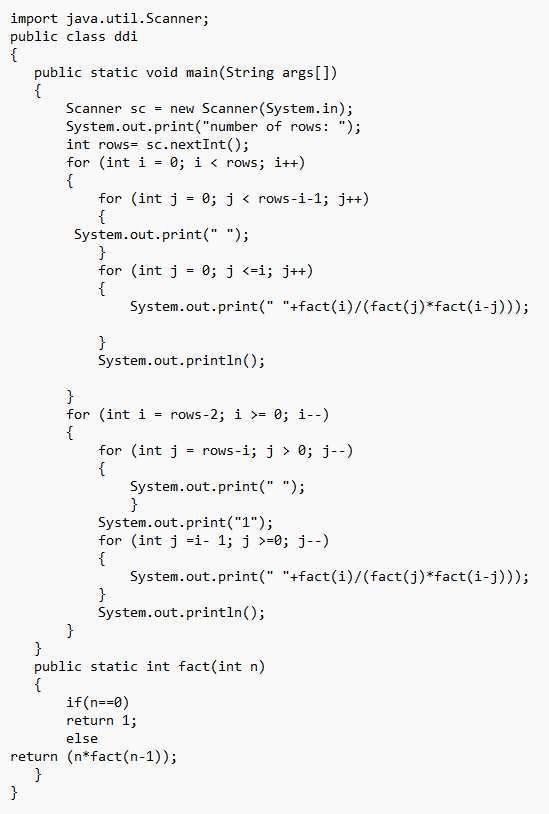 import java.util.Scanner;
public class ddi
{
   public static void main(String args[])
   {
       Scanner sc = new Scanner(System.in);
       System.out.print("number of rows: ");
       int rows= sc.nextInt();
       for (int i = 0; i < rows; i++)
       {
           for (int j = 0; j < rows-i-1; j++)
           {
        System.out.print(" ");
           }
           for (int j = 0; j <=i; j++)
           {
               System.out.print(" "+fact(i)/(fact(j)*fact(i-j)));

           }
           System.out.println();

       }
       for (int i = rows-2; i >= 0; i--)
       {
           for (int j = rows-i; j > 0; j--)
           {
               System.out.print(" ");
               }
           System.out.print("1");
           for (int j =i- 1; j >=0; j--)
           {
               System.out.print(" "+fact(i)/(fact(j)*fact(i-j)));
           }
           System.out.println();
       }
   }
   public static int fact(int n)
   {
       if(n==0)
       return 1;
       else
return (n*fact(n-1));
   }
}